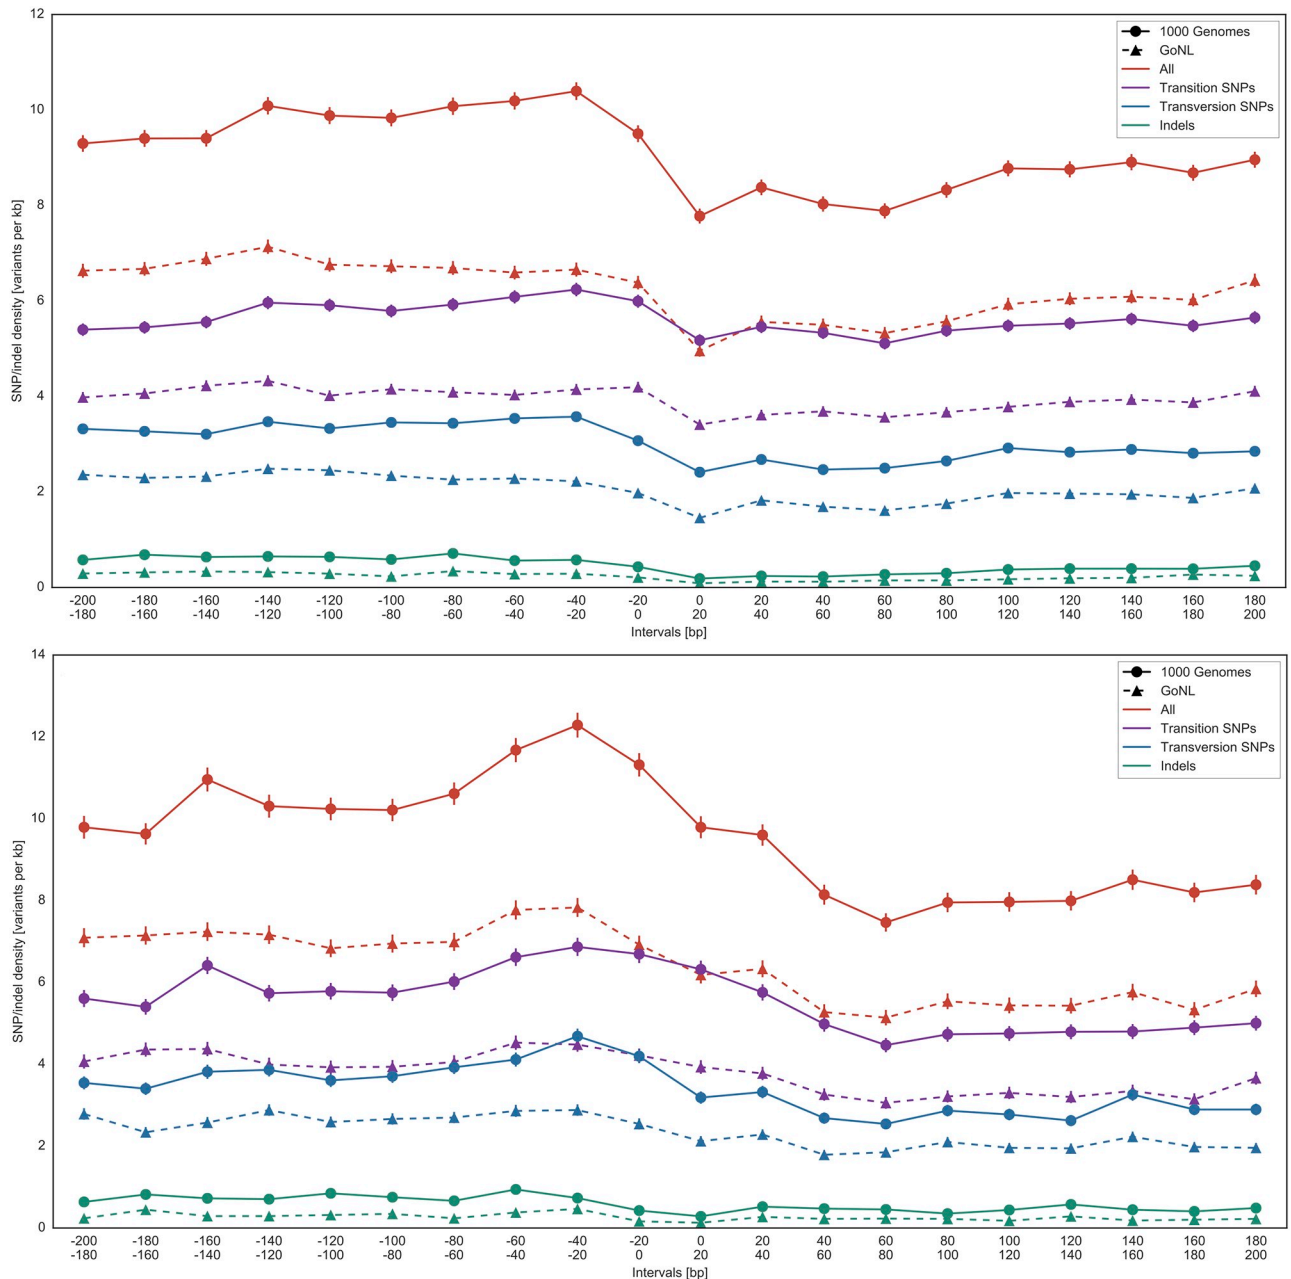 12
10
8
6
4
2
0
SNP/indel density [variants per kb]
1000 Genomes
GoNL
All
Transition SNPs
Transversion SNPs
Indels
-200 -180 -160 -140 -120 -100 -80 -60 -40 -20 20 20 40 60 80 100 120 140 160 180
-180 -160 -140 -120 -100 -80 -60 -40 -20 0 20 40 60 80 100 120 140 160 180 200
Intervals [bp]
14
12
10
8
6
4
2
0
SNP/indel density [variants per kb]
1000 Genomes
GoNL
All
Transition SNPs
Transversion SNPs
Indels
-200 -180 -160 -140 -120 -100 -80 -60 -40 -20 20 20 40 60 80 100 120 140 160 180
-180 -160 -140 -120 -100 -80 -60 -40 -20 0 20 40 60 80 100 120 140 160 180 200
Intervals [bp]